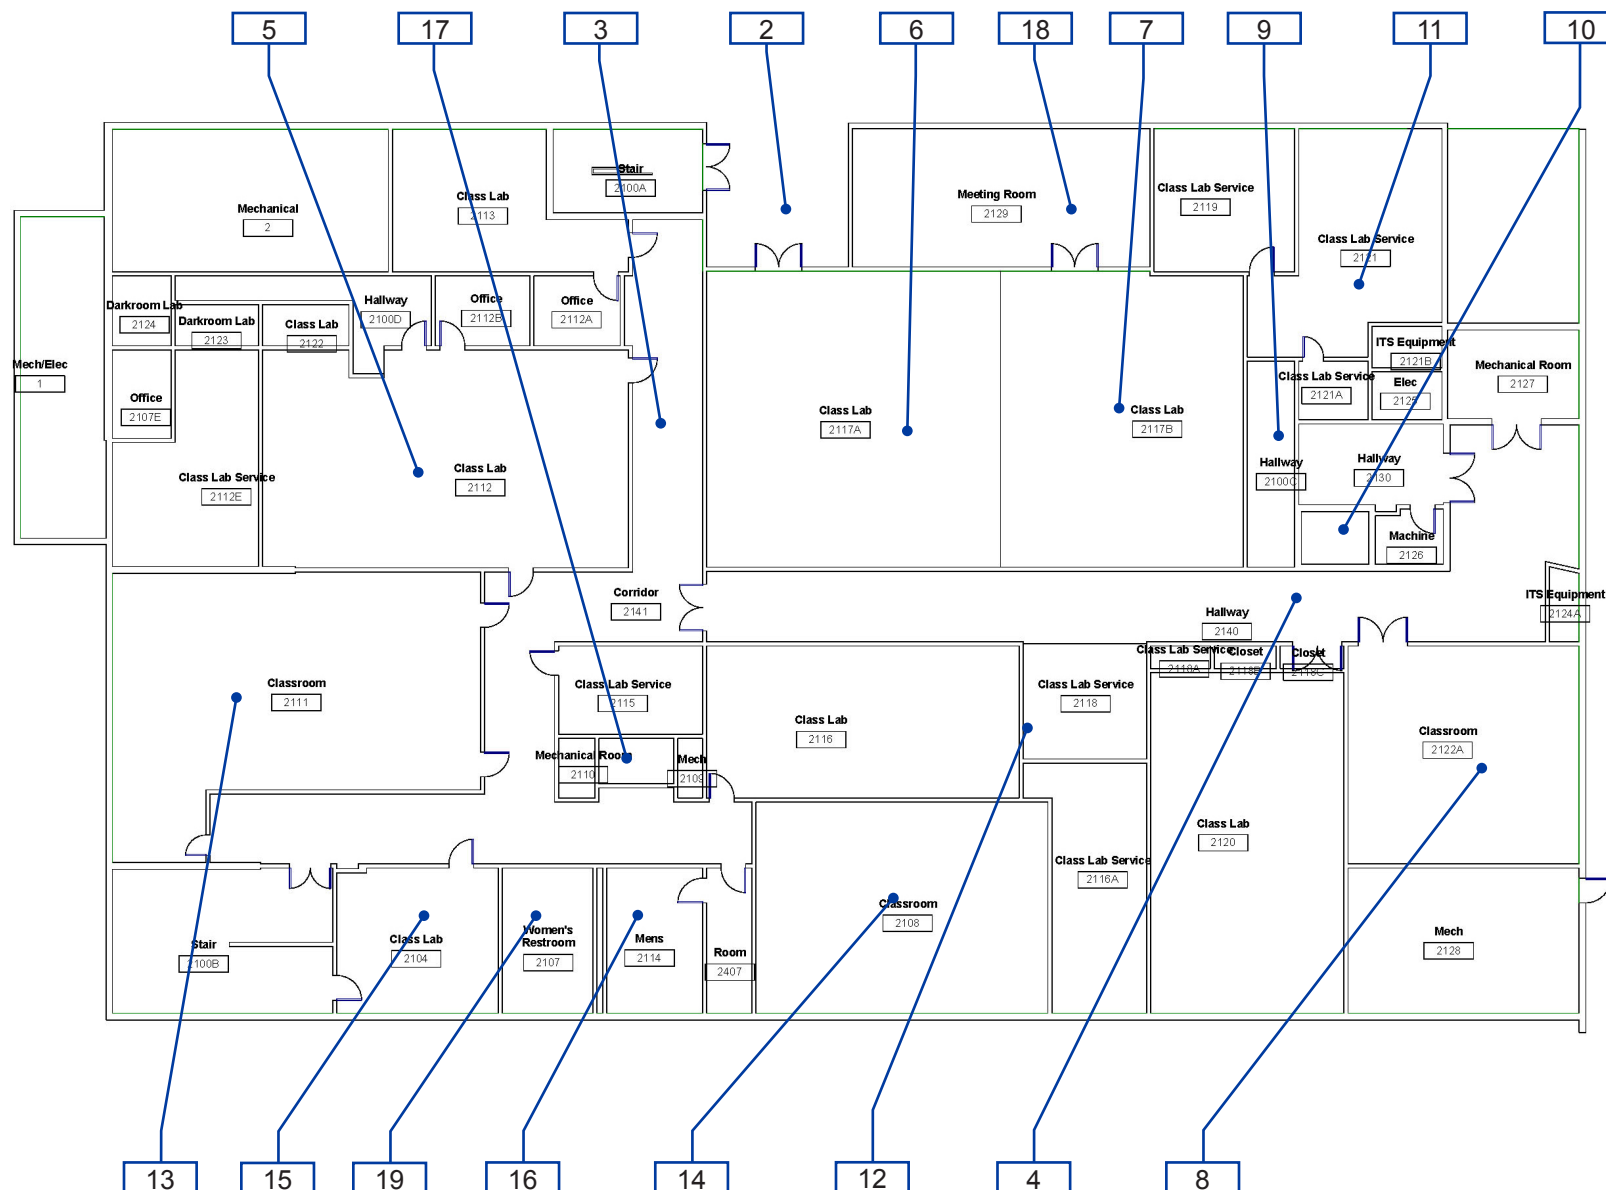 5
17
3
2
6
18
7
9
11
10
Stair
2100A
Class Lab
2113
Mechanical
2
Meeting Room
2129
Class Lab Service
2119
Class Lab Service
2121
Darkroom Lab
2124
Darkroom Lab
2123
Class Lab
2122
Hallway
2100D
Office
2112B
Office
2112A
Mech/Elec
1
Office
2107E
ITS Equipment
2121B
Mechanical Room
2127
Class Lab Service
2121A
Elec
2125
Class Lab
2117A
Class Lab
2117B
Class Lab Service
2112E
Class Lab
2112
Hallway
2100C
Hallway
2130
Machine
2126
Corridor
2141
Hallway
2140
ITS Equipment
2124A
Class Lab Service
2118A
Closet
2118B
Closet
2118C
Classroom
2111
Class Lab Service
2115
Class Lab
2116
Class Lab Service
2118
Classroom
2122A
Mechanical Room
2110
Mech
2109
Class Lab
2120
Class Lab Service
2116A
Classroom
2108
Stair
2100B
Class Lab
2104
Women's
Restroom
2107
Mens
2114
Room
2407
Mech
2128
13
15
19
16
14
12
4
8